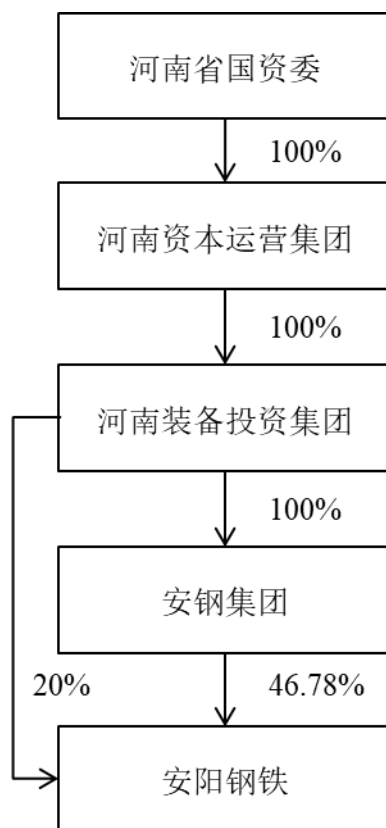 河南省国资委
100%
河南资本运营集团
100%
河南装备投资集团
100%
安钢集团
20%
46.78%
安阳钢铁